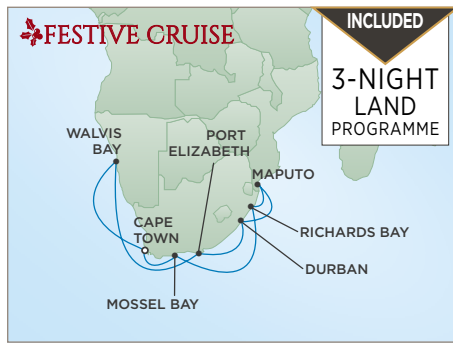 FESTIVE CRUISE
INCLUDED
3-NIGHT
LAND
PROGRAMME
WALVIS
BAY
PORT
ELIZABETH
MAPUTO
CAPE
TOWN
RICHARDS BAY
DURBAN
MOSSEL BAY